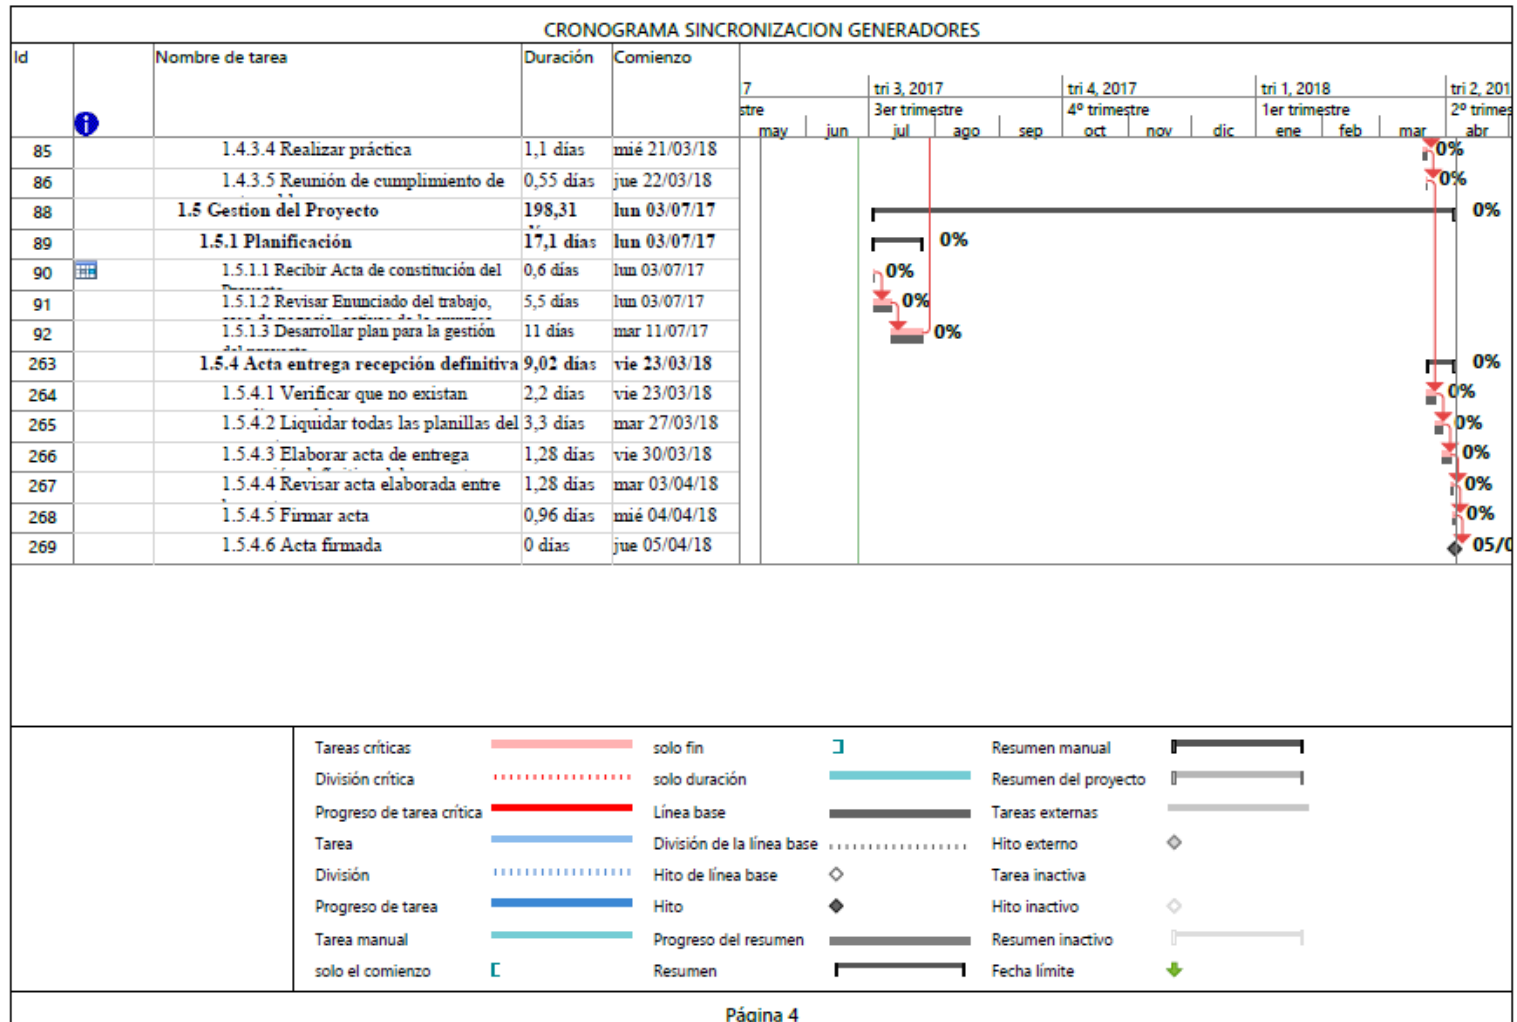 CRONOGRAMA SINCRONIZACION GENERADORES
Id Nombre de tarea Duración Comienzo
7 tri 3, 2017 tri 4, 2017 tri 1, 2018 tri 2, 201
stre 3er trimestre 4º trimestre 1er trimestre 2º trimes
may jun jul ago sep oct nov dic ene feb mar abr
85 1.4.3.4 Realizar práctica 1,1 días mié 21/03/18 0%
86 1.4.3.5 Reunión de cumplimiento de 0,55 días jue 22/03/18 0%
88 1.5 Gestion del Proyecto 198,31 lun 03/07/17 0%
89 1.5.1 Planificación 17,1 días lun 03/07/17 0%
90 1.5.1.1 Recibir Acta de constitución del 0,6 días lun 03/07/17 0%
91 1.5.1.2 Revisar Enunciado del trabajo, 5,5 días lun 03/07/17 0%
92 1.5.1.3 Desarrollar plan para la gestión 11 días mar 11/07/17 0%
263 1.5.4 Acta entrega recepción definitiva 9,02 días vie 23/03/18 0%
264 1.5.4.1 Verificar que no existan 2,2 días vie 23/03/18 0%
265 1.5.4.2 Liquidar todas las planillas del 3,3 días mar 27/03/18 0%
266 1.5.4.3 Elaborar acta de entrega 1,28 días vie 30/03/18 0%
267 1.5.4.4 Revisar acta elaborada entre 1,28 días mar 03/04/18 0%
268 1.5.4.5 Firmar acta 0,96 días mié 04/04/18 0%
269 1.5.4.6 Acta firmada 0 días jue 05/04/18 05/0
Tareas críticas solo fin Resumen manual
División crítica solo duración Resumen del proyecto
Progreso de tarea crítica Línea base Tareas externas
Tarea División de la línea base Hito externo
División Hito de línea base Tarea inactiva
Progreso de tarea Hito Hito inactivo
Tarea manual Progreso del resumen Resumen inactivo
solo el comienzo Resumen Fecha límite
Página 4